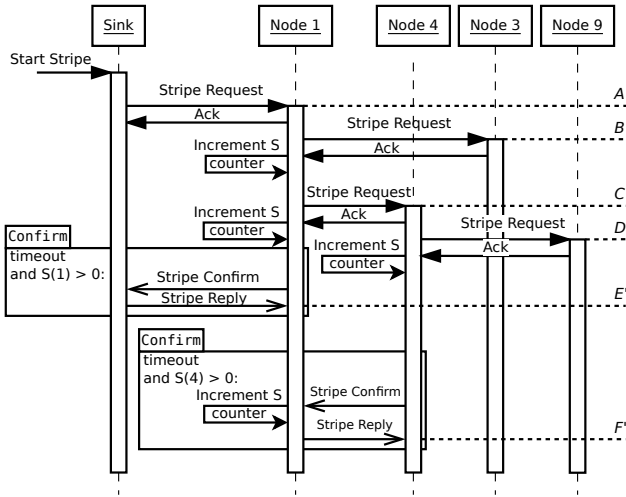 Sink
Node 1
Node 4
Node 3
Node 9
Start Stripe
Stripe Request
A
Ack
Stripe Request
B
Increment S
counter
Ack
Stripe Request
C
Increment S
counter
Ack
Stripe Request
D
Confirm
Increment S
counter
Ack
timeout
and S(1) > 0:
Stripe Confirm
Stripe Reply
E'
Confirm
timeout
and S(4) > 0:
Increment S
counter
Stripe Confirm
Stripe Reply
F'